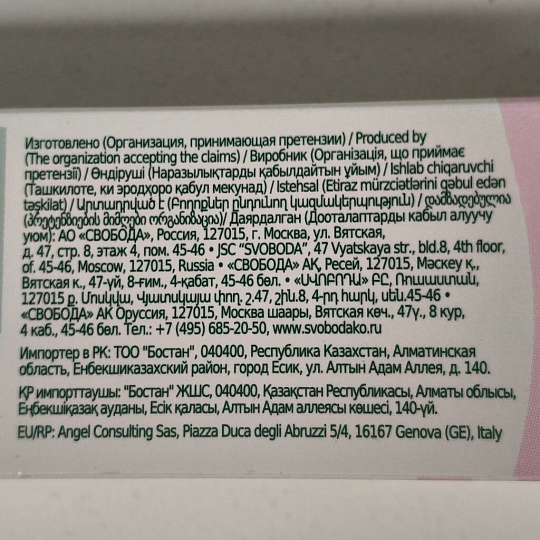 Изготовлено (Организация, принимающая претензии) / Produced by
(The organization accepting the claims) / Виробник (Організація, що приймає
претензії) / Өндіруші (Наразылықтарды қабылдайтын ұйым) / Ishlab chiqaruvchi
(Ташкилоте, ки эродҳоро қабул мекунад) / Istehsal (Etiraz mürziətlərini qəbul edən
təşkilat) / Արտադրված է (Բողոքներ ընդունող կազմակերպություն) / დამზადებულია
(პრეტენზიების მიმღები ორგანიზაცია)/ Даярдалган (Дооталаптарды кабыл алуучу
уюм): АО «СВОБОДА», Россия, 127015, г. Москва, ул. Вятская,
д. 47, стр. 8, этаж 4, пом. 45-46 • JSC "SVOBODA", 47 Vyatskaya str., bld.8, 4th floor,
of. 45-46, Moscow, 127015, Russia • «СВОБОДА» АҚ, Ресей, 127015, Мәскеу қ.,
Вятская к., 47-үй, 8-ғим., 4-қабат, 45-46 бөл. • «ՍՎՈԲՈԴԱ» ԲԸ, Ռուսաստան,
127015 ք. Մոսկվա, Վյատսկայա փող. շ.47, շին.8, 4-րդ հարկ, սեն.45-46 •
«СВОБОДА» АК Оруссия, 127015, Москва шаары, Вятская көч., 47ү., 8 кур,
4 каб., 45-46 бөл. Тел.: +7 (495) 685-20-50, www.svobodako.ru
Импортер в РК: ТОО "Бостан", 040400, Республика Казахстан, Алматинская
область, Енбекшиказахский район, город Есик, ул. Алтын Адам Аллея, д. 140.
ҚР импорттаушы: "Бостан" ЖШС, 040400, Қазақстан Республикасы, Алматы облысы,
Еңбекшіқазақ ауданы, Есік қаласы, Алтын Адам аллеясы көшесі, 140-үй.
EU/RP: Angel Consulting Sas, Piazza Duca degli Abruzzi 5/4, 16167 Genova (GE), Italy